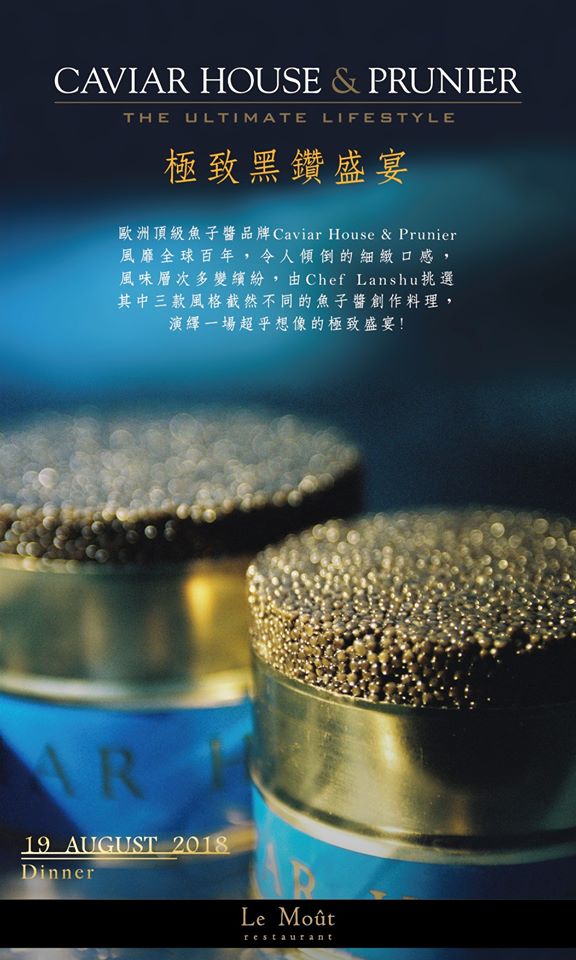 CAVIAR HOUSE & PRUNIER
THE ULTIMATE LIFESTYLE
極致黑鑽盛宴
歐洲頂級魚子醬品牌Caviar House & Prunier
風靡全球百年，令人傾倒的細緻口感，
風味層次多變繽紛，由Chef Lanshu挑選
其中三款風格截然不同的魚子醬創作料理，
演繹一場超乎想像的極致盛宴!
AR H
AR H
19 AUGUST 2018
Dinner
Le Moût
restaurant